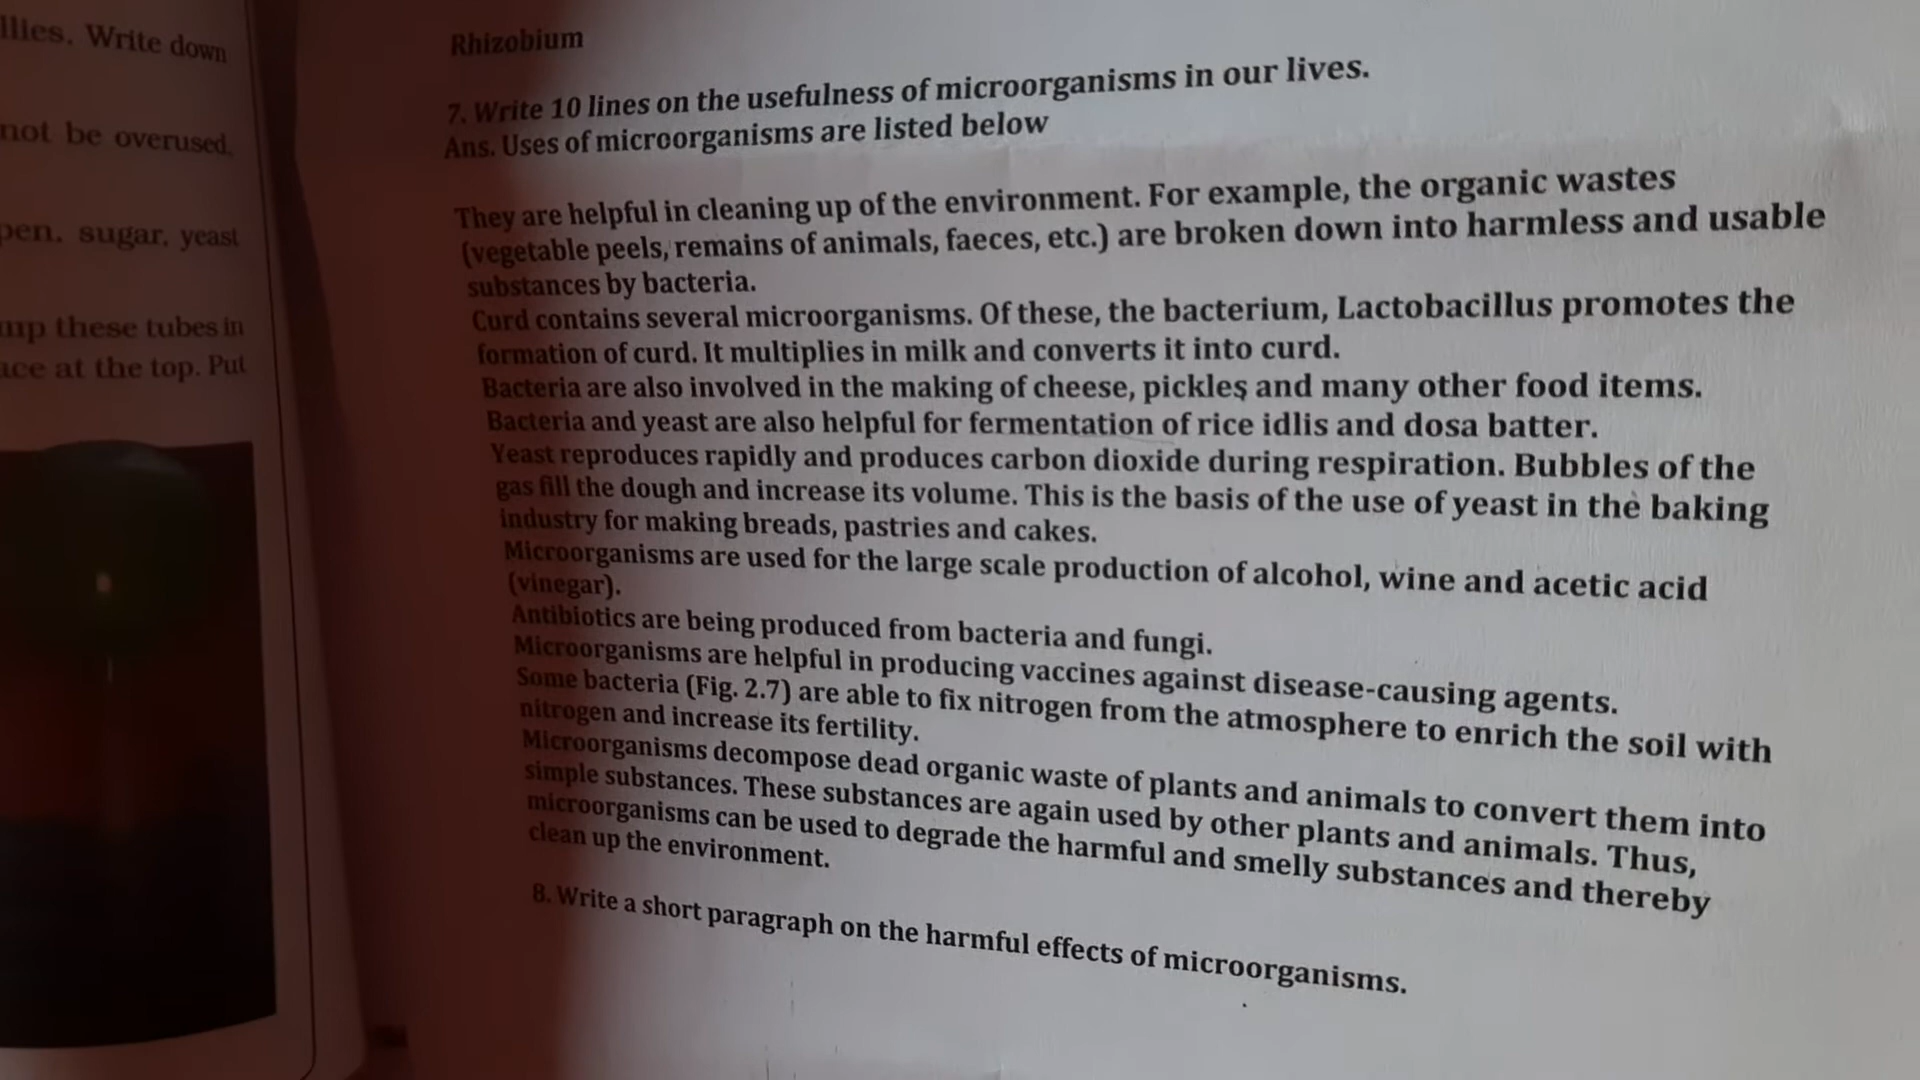 llies. Write down
not be overused.
pen, sugar, yeast
up these tubes in
ace at the top. Put
Rhizobium
7. Write 10 lines on the usefulness of microorganisms in our lives.
Ans. Uses of microorganisms are listed below
They are helpful in cleaning up of the environment. For example, the organic wastes
(vegetable peels, remains of animals, faeces, etc.) are broken down into harmless and usable
substances by bacteria.
Curd contains several microorganisms. Of these, the bacterium, Lactobacillus promotes the
formation of curd. It multiplies in milk and converts it into curd.
Bacteria are also involved in the making of cheese, pickles and many other food items.
Bacteria and yeast are also helpful for fermentation of rice idlis and dosa batter.
Yeast reproduces rapidly and produces carbon dioxide during respiration. Bubbles of the
gas fill the dough and increase its volume. This is the basis of the use of yeast in the baking
industry for making breads, pastries and cakes.
Microorganisms are used for the large scale production of alcohol, wine and acetic acid
(vinegar).
Antibiotics are being produced from bacteria and fungi.
Microorganisms are helpful in producing vaccines against disease-causing agents.
Some bacteria (Fig. 2.7) are able to fix nitrogen from the atmosphere to enrich the soil with
nitrogen and increase its fertility.
Microorganisms decompose dead organic waste of plants and animals to convert them into
simple substances. These substances are again used by other plants and animals. Thus,
microorganisms can be used to degrade the harmful and smelly substances and thereby
clean up the environment.
8. Write a short paragraph on the harmful effects of microorganisms.